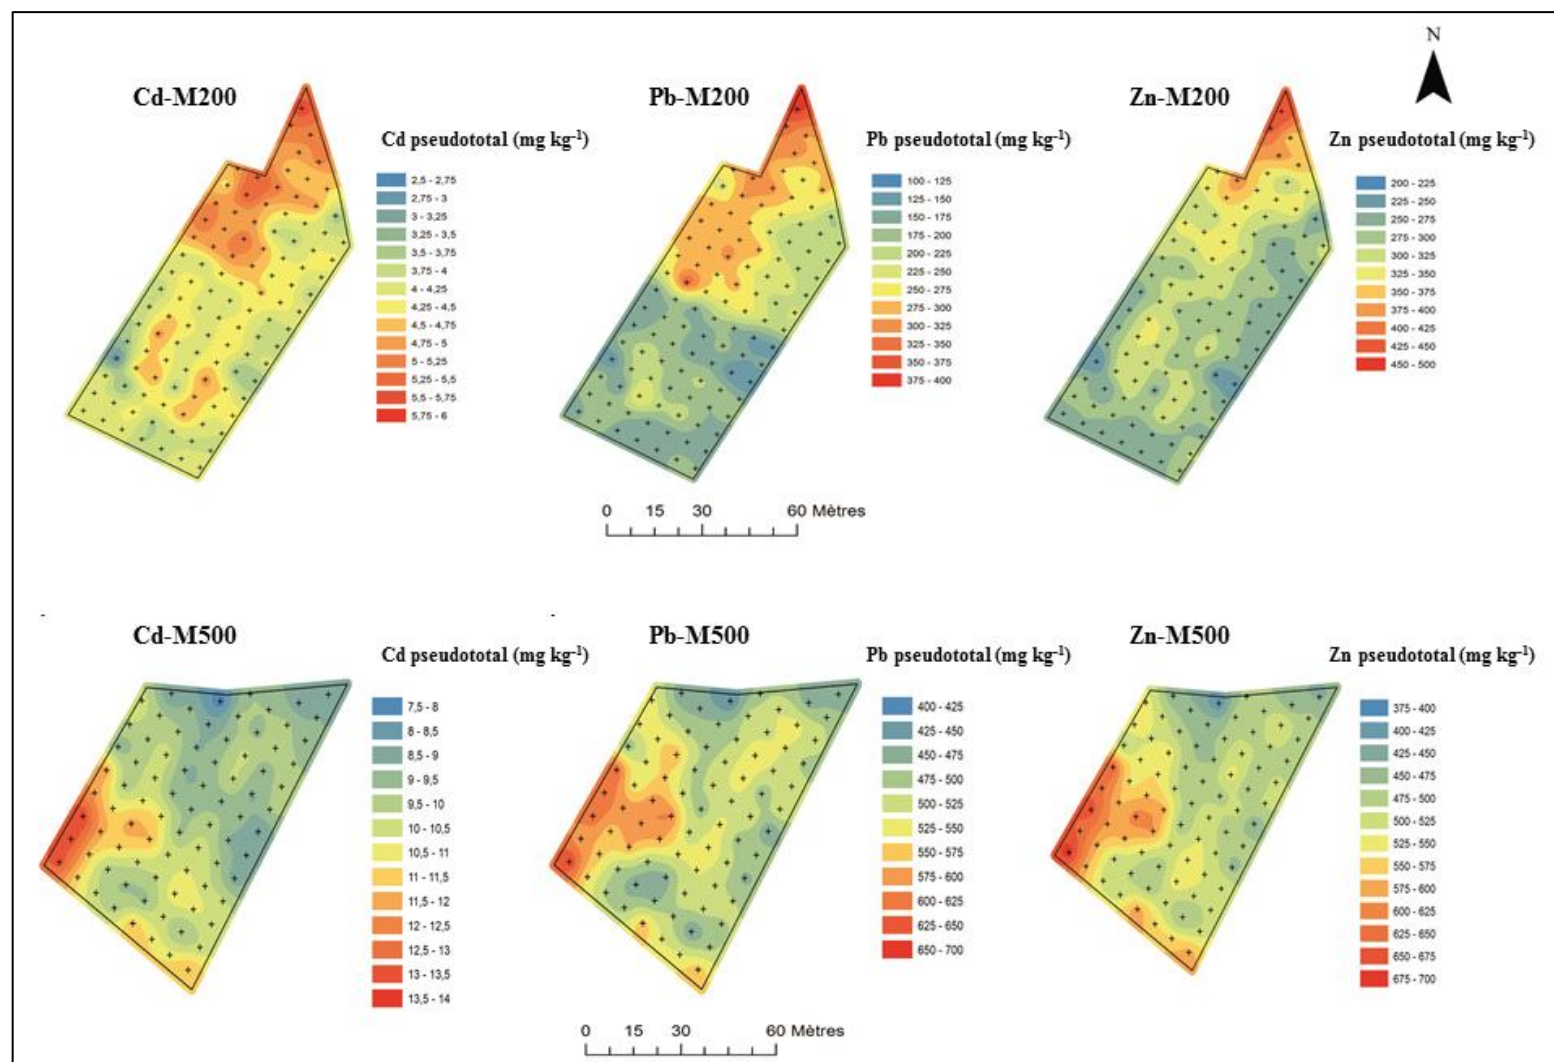 N
Cd-M200
Cd pseudototal (mg kg⁻¹)
2,5 - 2,75
2,75 - 3
3 - 3,25
3,25 - 3,5
3,5 - 3,75
3,75 - 4
4 - 4,25
4,25 - 4,5
4,5 - 4,75
4,75 - 5
5 - 5,25
5,25 - 5,5
5,5 - 5,75
5,75 - 6
Pb-M200
Pb pseudototal (mg kg⁻¹)
100 - 125
125 - 150
150 - 175
175 - 200
200 - 225
225 - 250
250 - 275
275 - 300
300 - 325
325 - 350
350 - 375
375 - 400
Zn-M200
Zn pseudototal (mg kg⁻¹)
200 - 225
225 - 250
250 - 275
275 - 300
300 - 325
325 - 350
350 - 375
375 - 400
400 - 425
425 - 450
450 - 500
0 15 30 60 Mètres
Cd-M500
Cd pseudototal (mg kg⁻¹)
7,5 - 8
8 - 8,5
8,5 - 9
9 - 9,5
9,5 - 10
10 - 10,5
10,5 - 11
11 - 11,5
11,5 - 12
12 - 12,5
12,5 - 13
13 - 13,5
13,5 - 14
Pb-M500
Pb pseudototal (mg kg⁻¹)
400 - 425
425 - 450
450 - 475
475 - 500
500 - 525
525 - 550
550 - 575
575 - 600
600 - 625
625 - 650
650 - 700
Zn-M500
Zn pseudototal (mg kg⁻¹)
375 - 400
400 - 425
425 - 450
450 - 475
475 - 500
500 - 525
525 - 550
550 - 575
575 - 600
600 - 625
625 - 650
650 - 675
675 - 700
0 15 30 60 Mètres